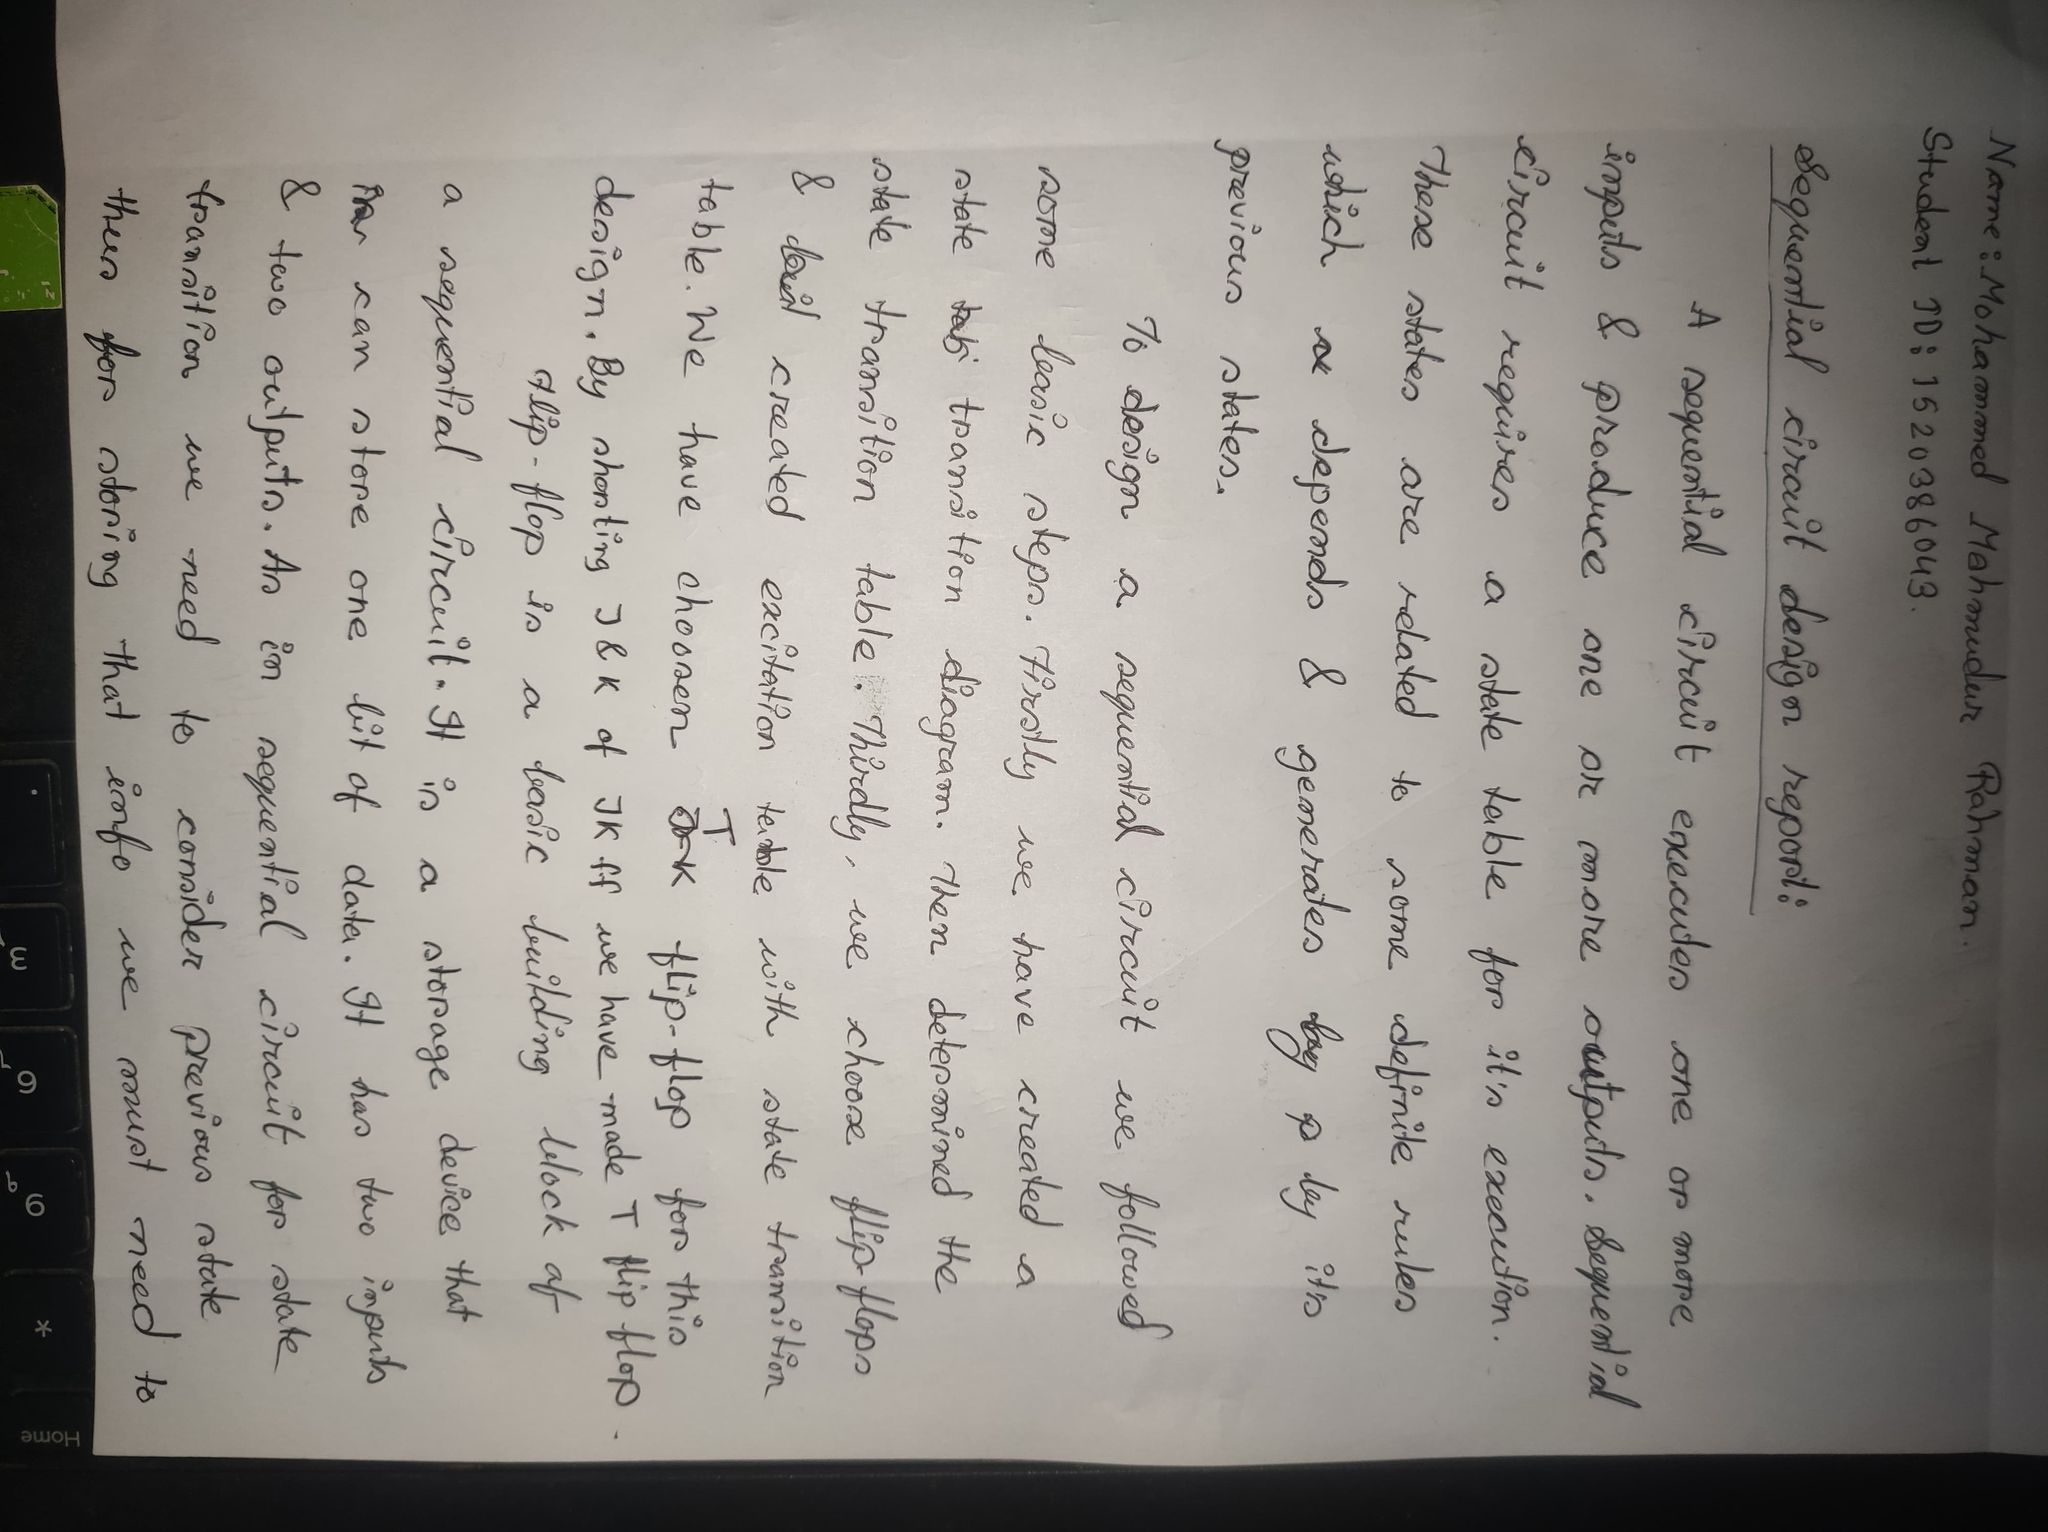 Name: Mohammed Mahmudur Rahman.
Student ID: 1520386043.
Sequential circuit design report:
A sequential circuit executes one or more
inputs & produce one or more outputs. Sequential
circuit requires a state table for it's execution.
These states are related to some definite rules
which depends & generates by it's
previous states.
To design a sequential circuit we followed
some basic steps. Firstly we have created a
state transition diagram. Then determined the
state transition table. Thirdly, we choose flip-flops
& created excitation table with state transition
table. We have choosen T flip-flop for this
design. By shorting J & K of JK ff we have made T flip flop.
Flip-flop is a basic building block of
a sequential circuit. It is a storage device that
can store one bit of data. It has two inputs
& two outputs. As in sequential circuit for state
transition we need to consider previous state
thus for storing that info we must need to
Home